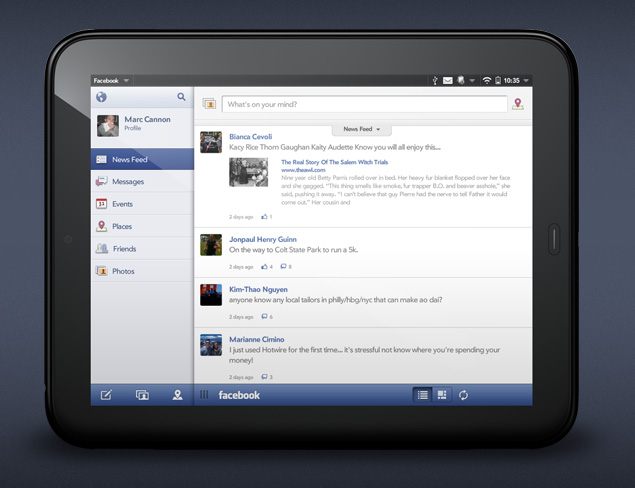 Facebook
10:35
What's on your mind?
Marc Cannon
Profile
News Feed
Messages
Events
31
Places
Friends
Photos
News Feed
Bianca Cevoli
Kacy Rice Thorn Gaughan Kaity Audette Know you will all enjoy this...
The Real Story Of The Salem Witch Trials
www.theawl.com
Nine year old Betty Parris rolled over in bed. Her heavy fur blanket flopped over her face
and she gagged, "This thing smells like smoke, fur trapper B.O. and beaver asshole," she
said, pushing it away. "I can't believe that guy Pierre had the nerve to tell Father it would
come out." Her cousin and
2 days ago 1
Jonpaul Henry Guinn
On the way to Colt State Park to run a 5k.
2 days ago 4 8
Kim-Thao Nguyen
anyone know any local tailors in philly/hbg/nyc that can make ao dai?
2 days ago 6
Marianne Cimino
I just used Hotwire for the first time... it's stressful not know where you're spending your
money!
2 days ago 3
facebook